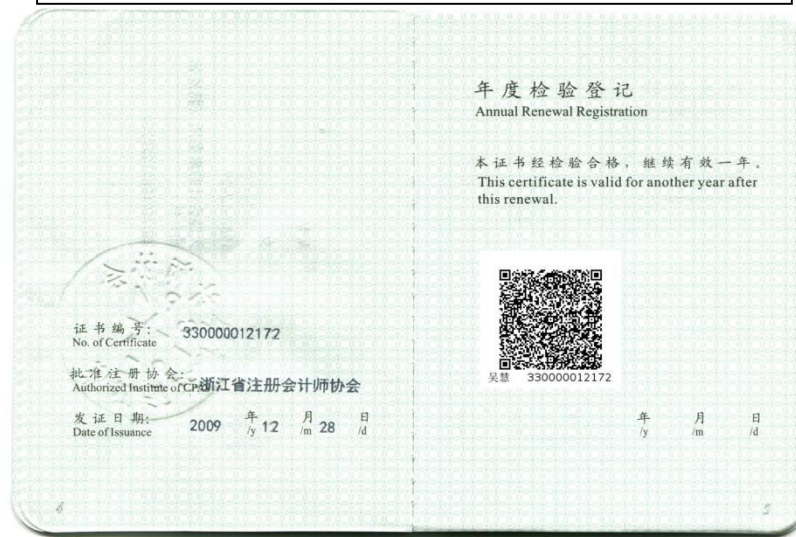 证书编号: 330000012172
No. of Certificate
批准注册协会: 浙江省注册会计师协会
Authorized Institute of CPAs
发证日期: 2009 年 12 月 28 日
Date of Issuance /y /m /d
4
年度检验登记
Annual Renewal Registration
本证书经检验合格，继续有效一年。
This certificate is valid for another year after
this renewal.
吴慧 330000012172
年 月 日
/y /m /d
5